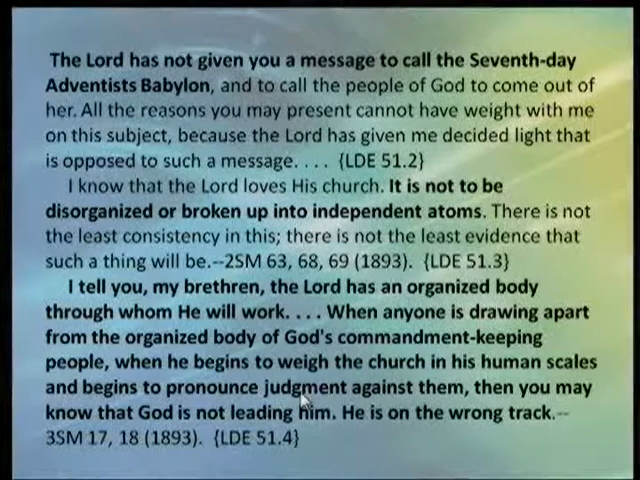 The Lord has not given you a message to call the Seventh-day
Adventists Babylon, and to call the people of God to come out of
her. All the reasons you may present cannot have weight with me
on this subject, because the Lord has given me decided light that
is opposed to such a message. . . . {LDE 51.2}
I know that the Lord loves His church. It is not to be
disorganized or broken up into independent atoms. There is not
the least consistency in this; there is not the least evidence that
such a thing will be.--2SM 63, 68, 69 (1893). {LDE 51.3}
I tell you, my brethren, the Lord has an organized body
through whom He will work. . . . When anyone is drawing apart
from the organized body of God's commandment-keeping
people, when he begins to weigh the church in his human scales
and begins to pronounce judgment against them, then you may
know that God is not leading him. He is on the wrong track.--
3SM 17, 18 (1893). {LDE 51.4}